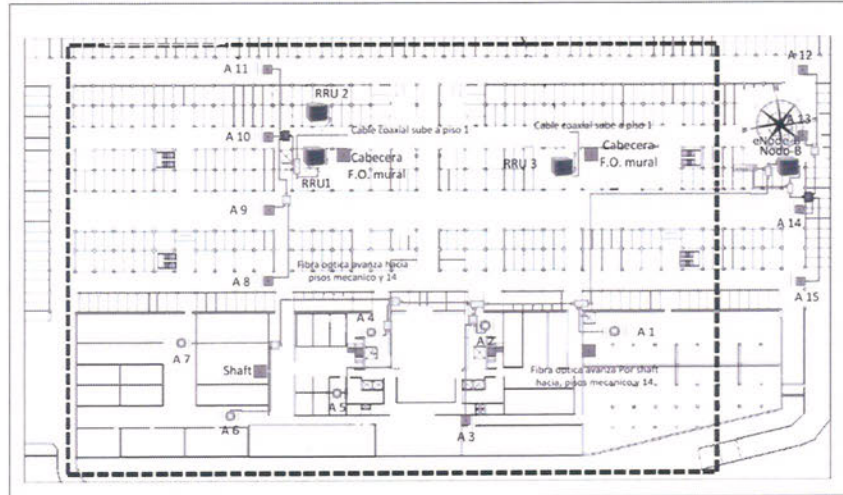 A 11
A 12
RRU 2
Cable coaxial sube a piso 1
Cable coaxial sube a piso 1
A 10
A 13
Cabecera
F.O. mural
Cabecera
F.O. mural
eNode-B
Nodo-B
RRU1
RRU 3
A 9
A 14
Fibra optica avanza hacia
pisos mecanico y 14
A 8
A 15
A 4
A 2
A 1
A 7
Shaft
Fibra optica avanza Por shaft
hacia, pisos mecanico y 14.
A 5
A 6
A 3